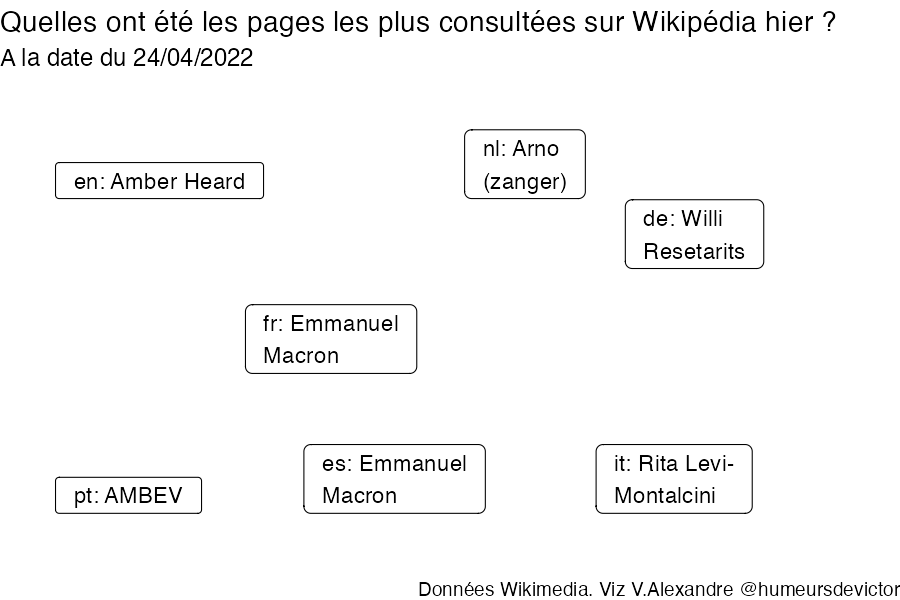 Quelles ont été les pages les plus consultées sur Wikipédia hier ?
A la date du 24/04/2022
en: Amber Heard
nl: Arno
(zanger)
de: Willi
Resetarits
fr: Emmanuel
Macron
pt: AMBEV
es: Emmanuel
Macron
it: Rita Levi-
Montalcini
Données Wikimedia. Viz V.Alexandre @humeursdevictor